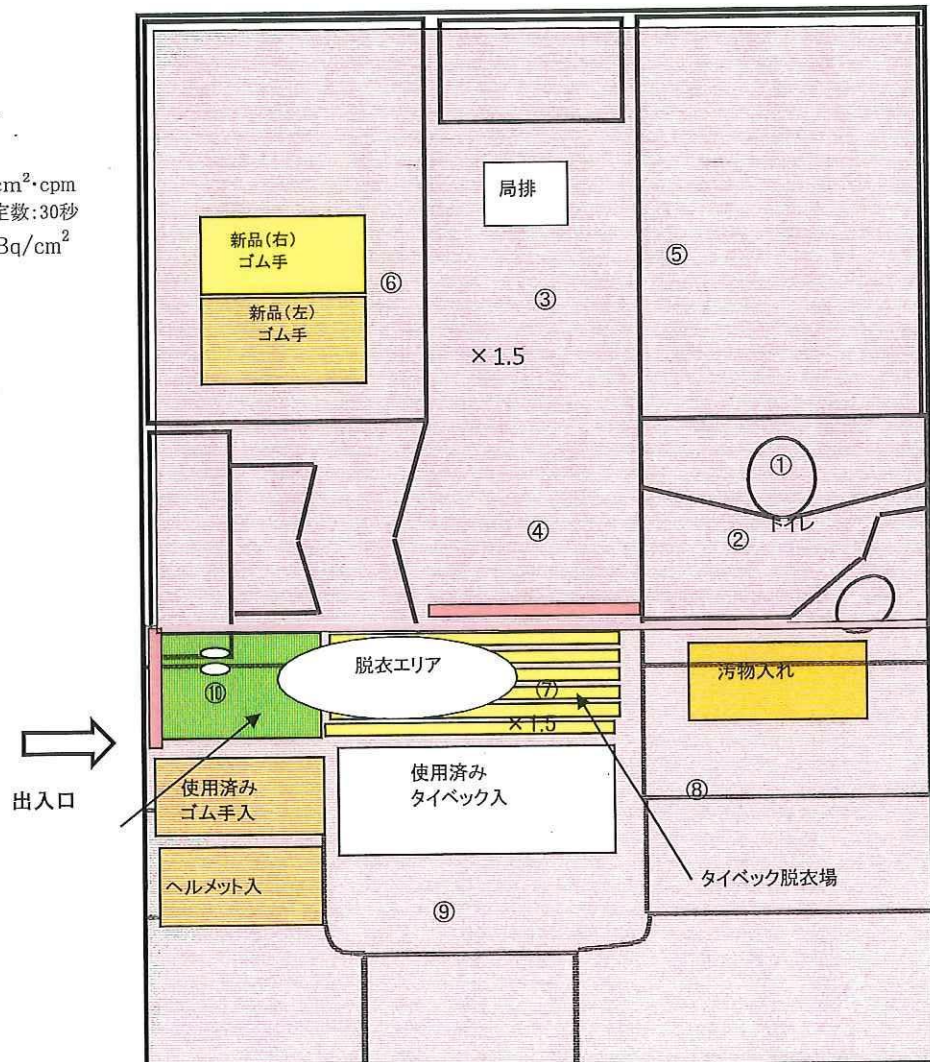 cm²・cpm
定数:30秒
Bq/cm²
局排
新品(右)
ゴム手
新品(左)
ゴム手
⑥
③
⑤
×1.5
①
トイレ
④
②
脱衣エリア
⑩
⑦
×1.5
汚物入れ
出入口
使用済み
ゴム手入
使用済み
タイベック入
⑧
ヘルメット入
タイベック脱衣場
⑨